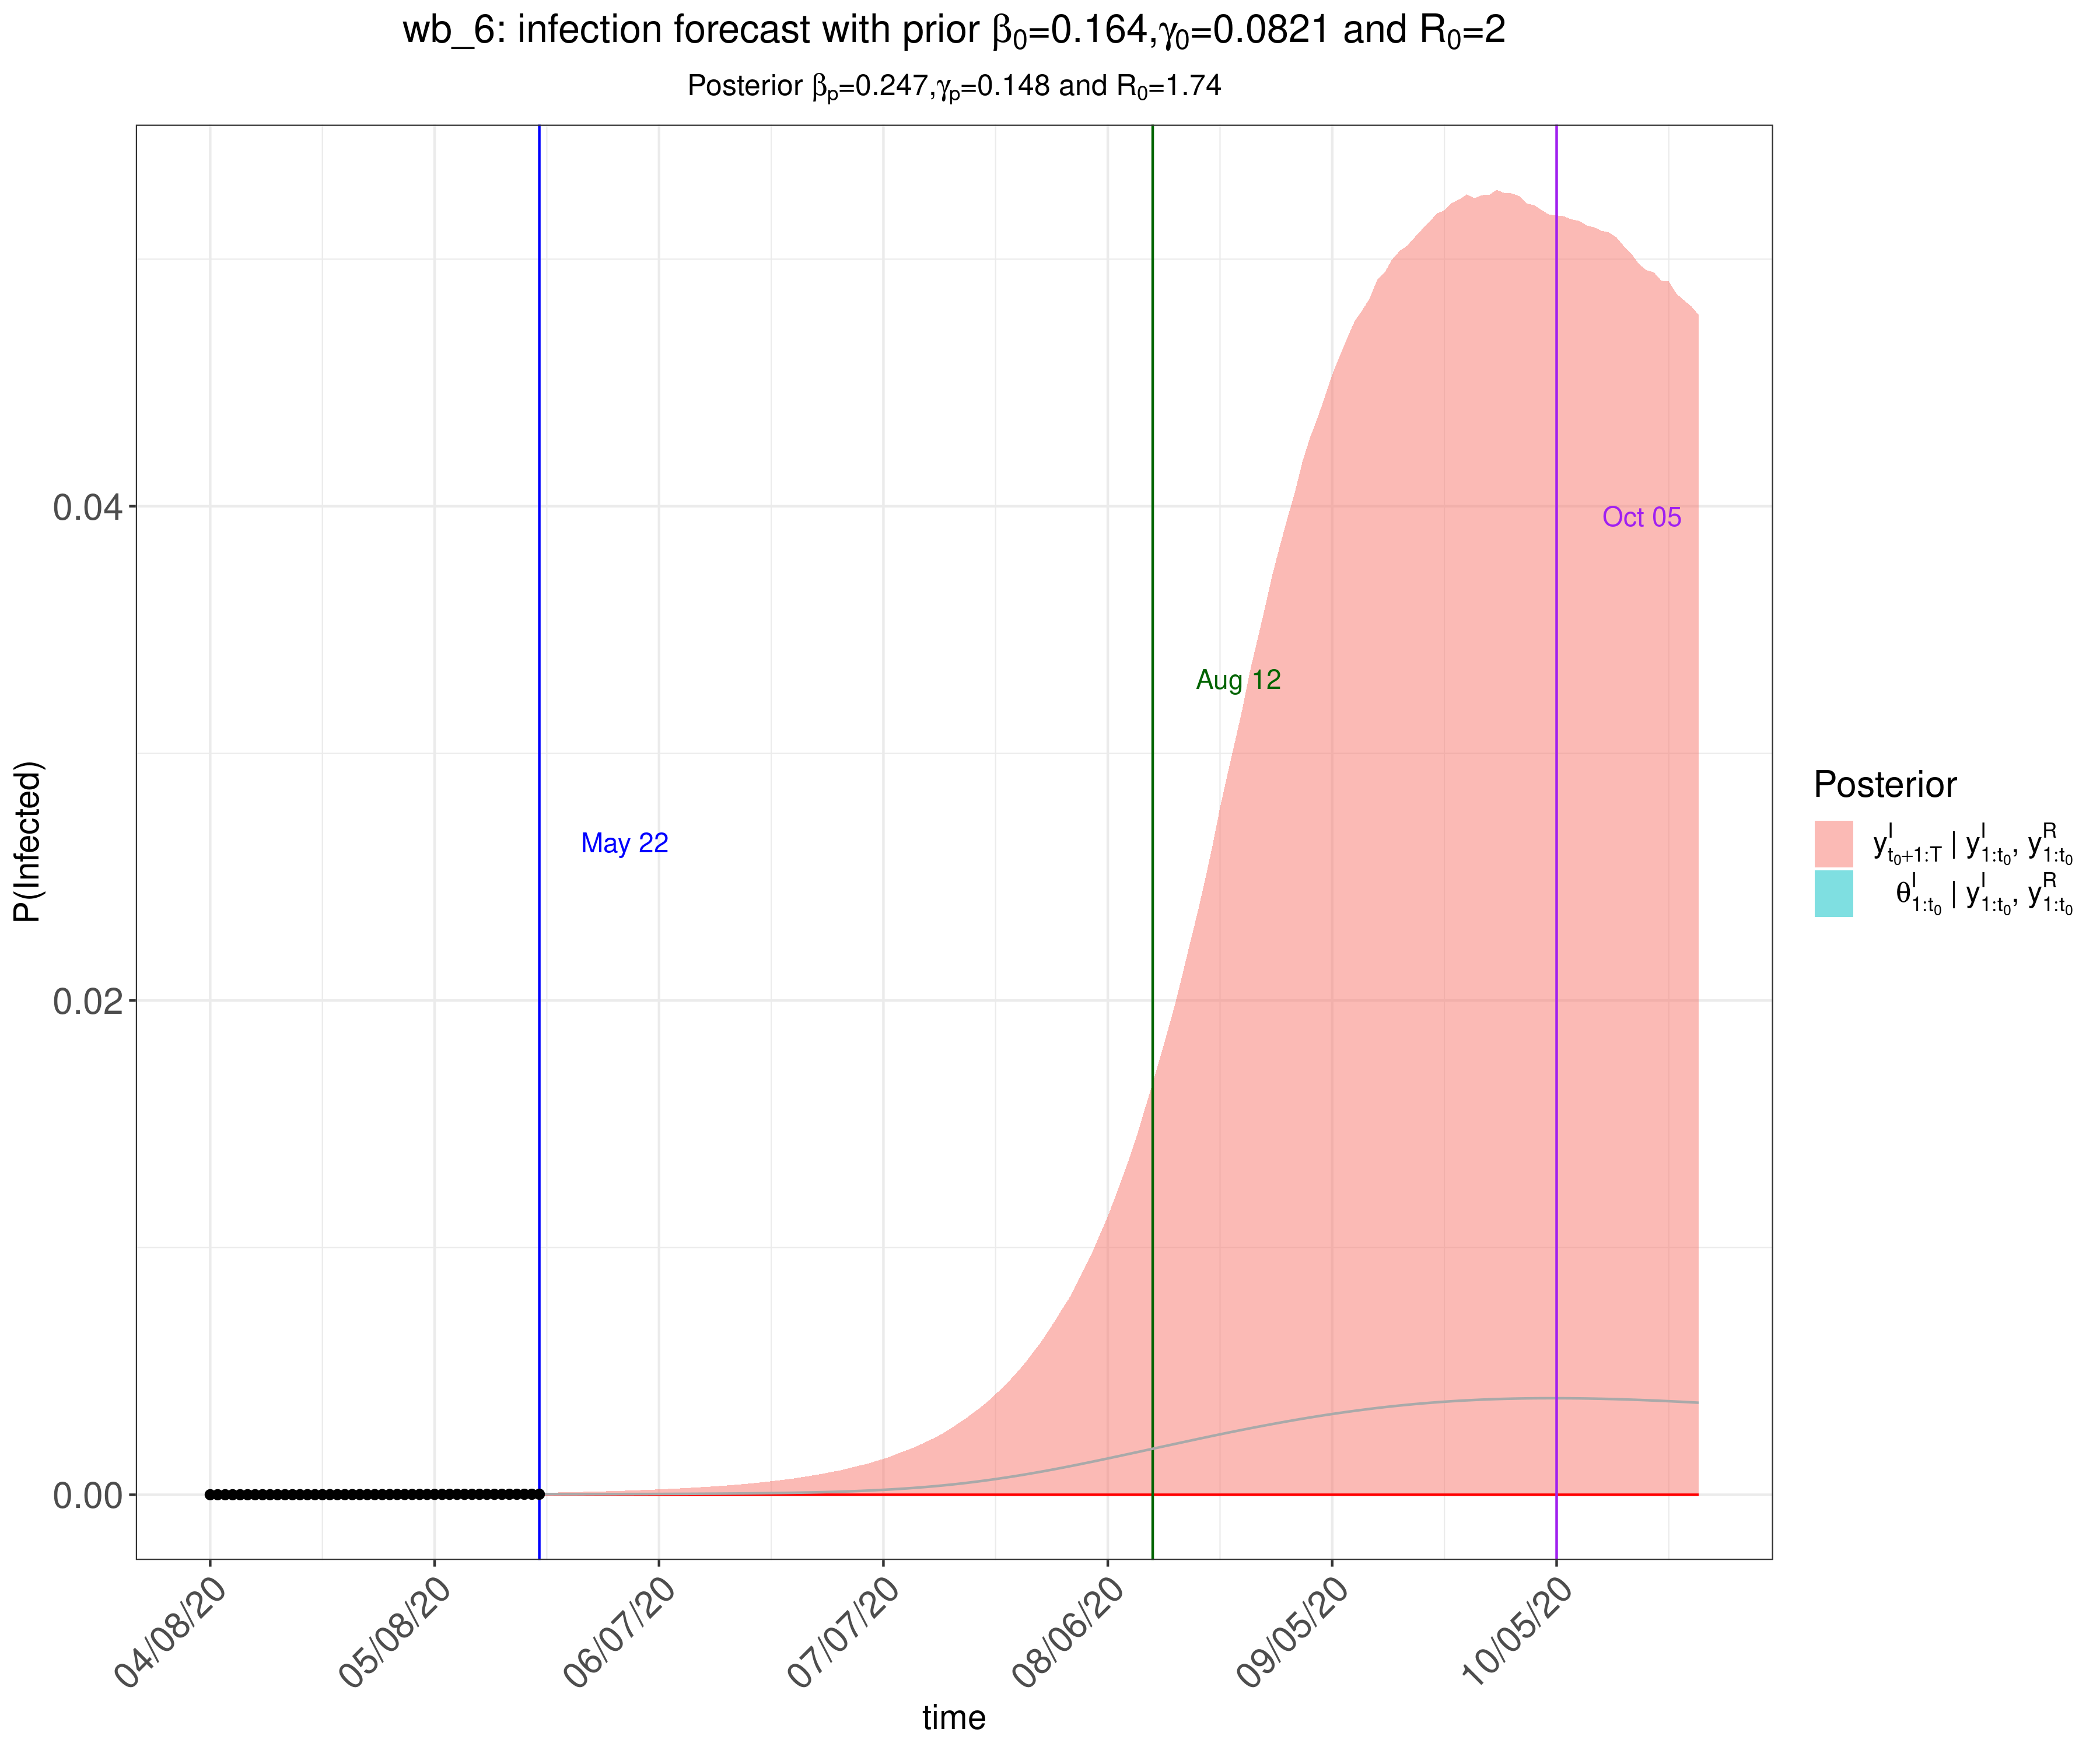 wb_6: infection forecast with prior β₀=0.164,γ₀=0.0821 and R₀=2
Posterior βₚ=0.247,γₚ=0.148 and R₀=1.74
P(Infected)
0.04
0.02
0.00
May 22
Aug 12
Oct 05
04/08/20
05/08/20
06/07/20
07/07/20
08/06/20
09/05/20
10/05/20
time
Posterior
y^I_{t₀+1:T} | y^I_{1:t₀}, y^R_{1:t₀}
θ^I_{1:t₀} | y^I_{1:t₀}, y^R_{1:t₀}